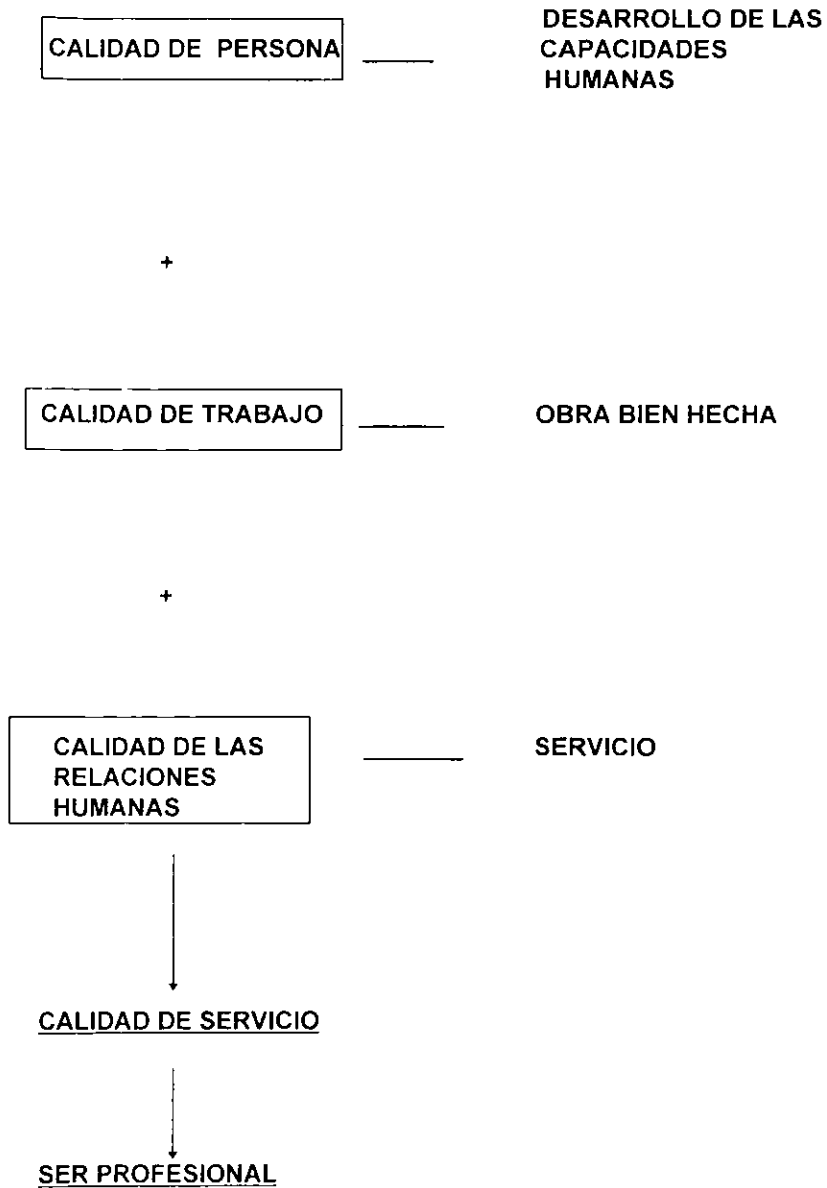 CALIDAD DE PERSONA
DESARROLLO DE LAS
CAPACIDADES
HUMANAS
+
CALIDAD DE TRABAJO
OBRA BIEN HECHA
+
CALIDAD DE LAS
RELACIONES
HUMANAS
SERVICIO
CALIDAD DE SERVICIO
SER PROFESIONAL